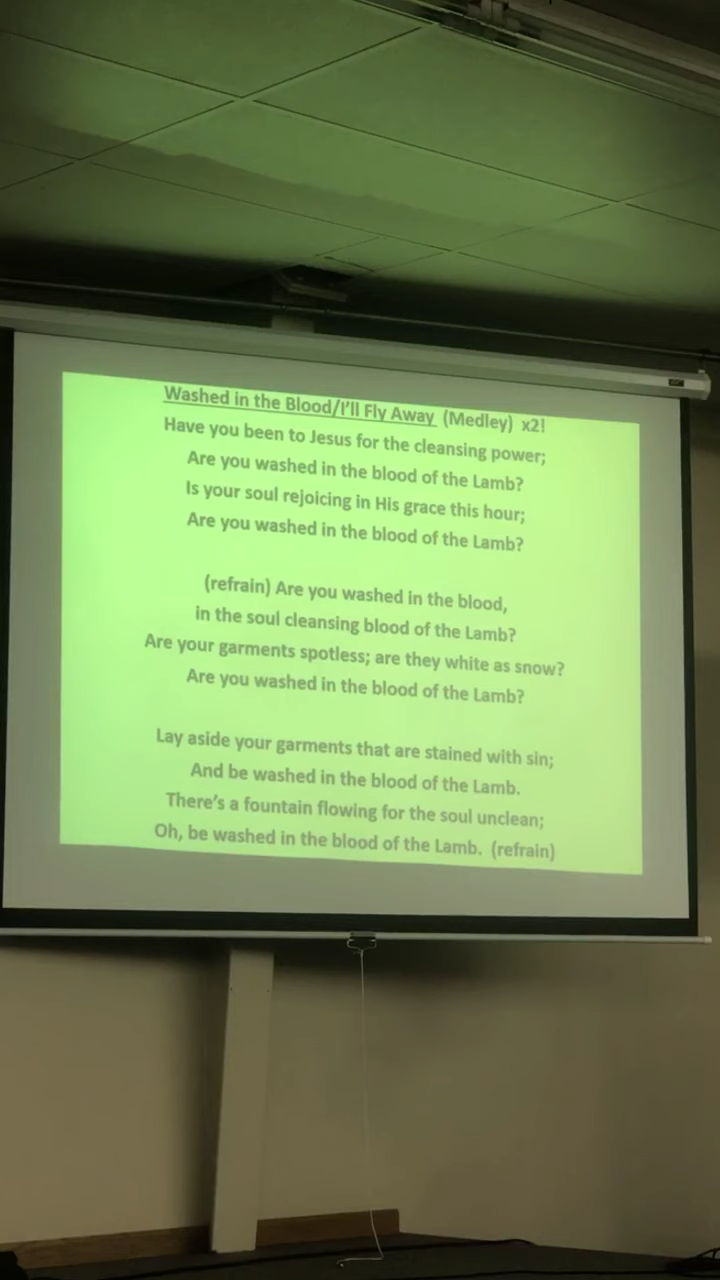 Washed in the Blood/I'll Fly Away (Medley) x2!
Have you been to Jesus for the cleansing power;
Are you washed in the blood of the Lamb?
Is your soul rejoicing in His grace this hour;
Are you washed in the blood of the Lamb?
(refrain) Are you washed in the blood,
in the soul cleansing blood of the Lamb?
Are your garments spotless; are they white as snow?
Are you washed in the blood of the Lamb?
Lay aside your garments that are stained with sin;
And be washed in the blood of the Lamb.
There's a fountain flowing for the soul unclean;
Oh, be washed in the blood of the Lamb. (refrain)